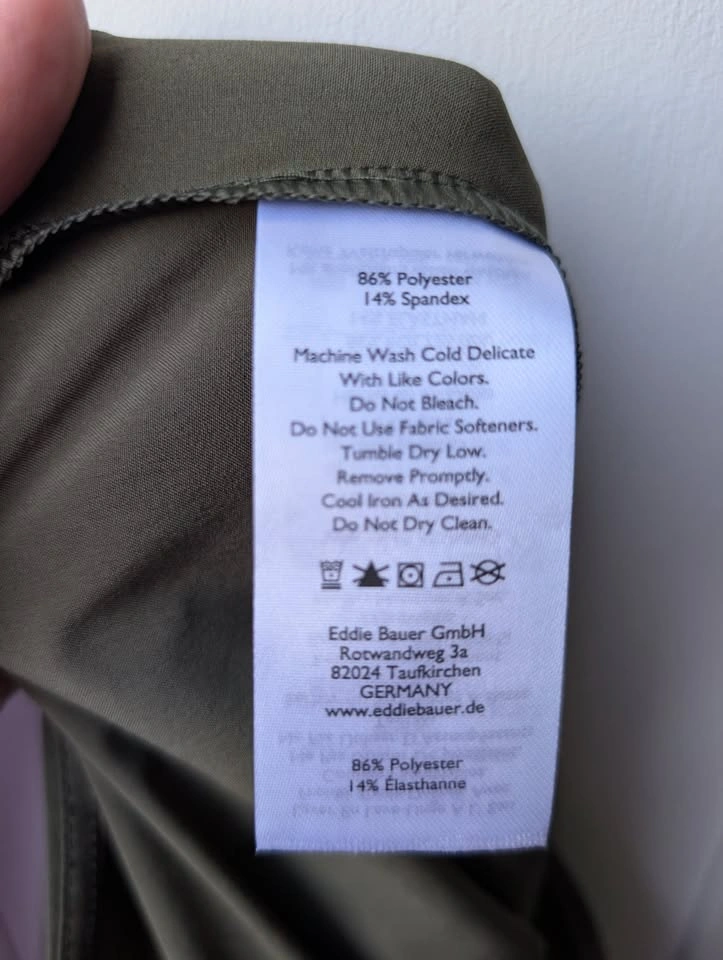 86% Polyester
14% Spandex
Machine Wash Cold Delicate
With Like Colors.
Do Not Bleach.
Do Not Use Fabric Softeners.
Tumble Dry Low.
Remove Promptly.
Cool Iron As Desired.
Do Not Dry Clean.
Eddie Bauer GmbH
Rotwandweg 3a
82024 Taufkirchen
GERMANY
www.eddiebauer.de
86% Polyester
14% Élasthanne